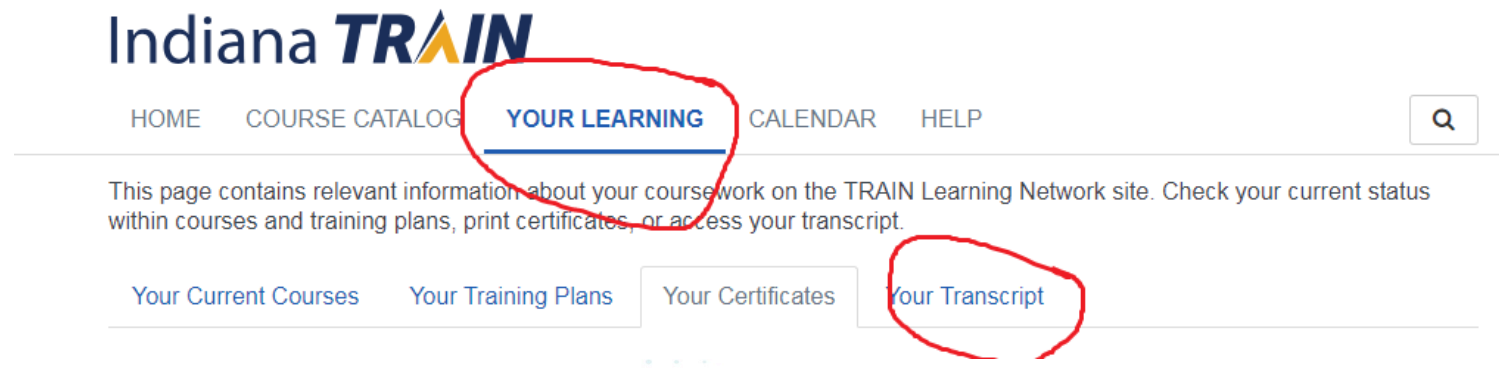 Indiana TRAIN
HOME COURSE CATALOG YOUR LEARNING CALENDAR HELP
This page contains relevant information about your coursework on the TRAIN Learning Network site. Check your current status
within courses and training plans, print certificates, or access your transcript.
Your Current Courses Your Training Plans Your Certificates Your Transcript